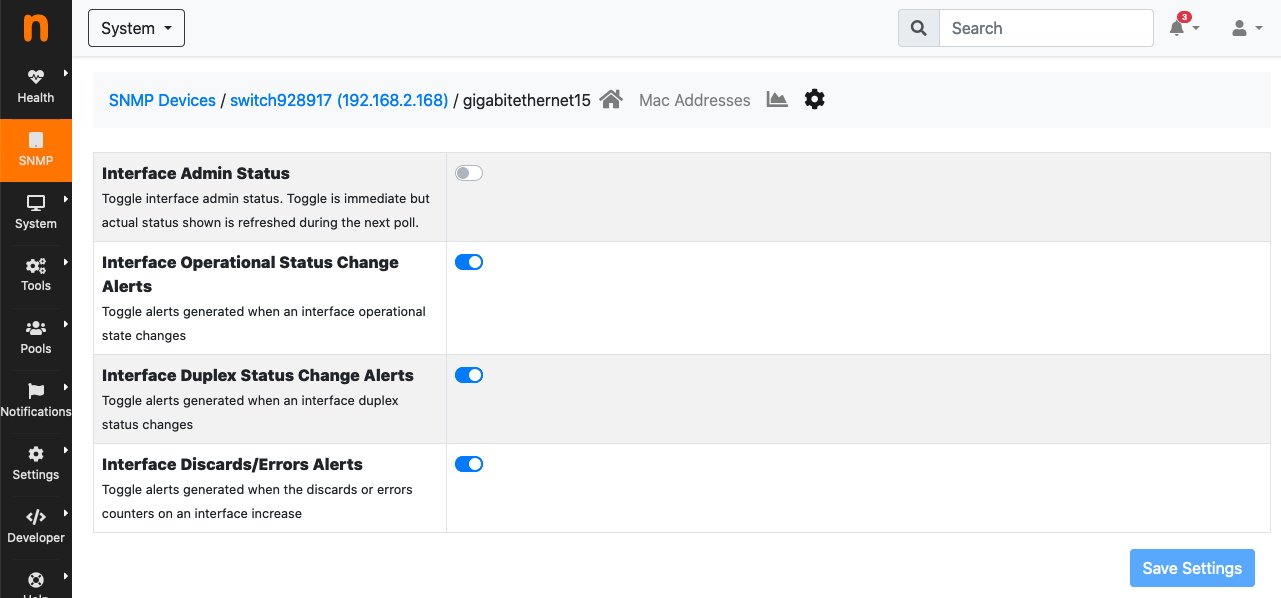 n
System
3
Search
Health
SNMP
System
Tools
Pools
Notifications
Settings
Developer
Help
SNMP Devices / switch928917 (192.168.2.168) / gigabitethernet15 Mac Addresses
Interface Admin Status
Toggle interface admin status. Toggle is immediate but
actual status shown is refreshed during the next poll.
Interface Operational Status Change
Alerts
Toggle alerts generated when an interface operational
state changes
Interface Duplex Status Change Alerts
Toggle alerts generated when an interface duplex
status changes
Interface Discards/Errors Alerts
Toggle alerts generated when the discards or errors
counters on an interface increase
Save Settings